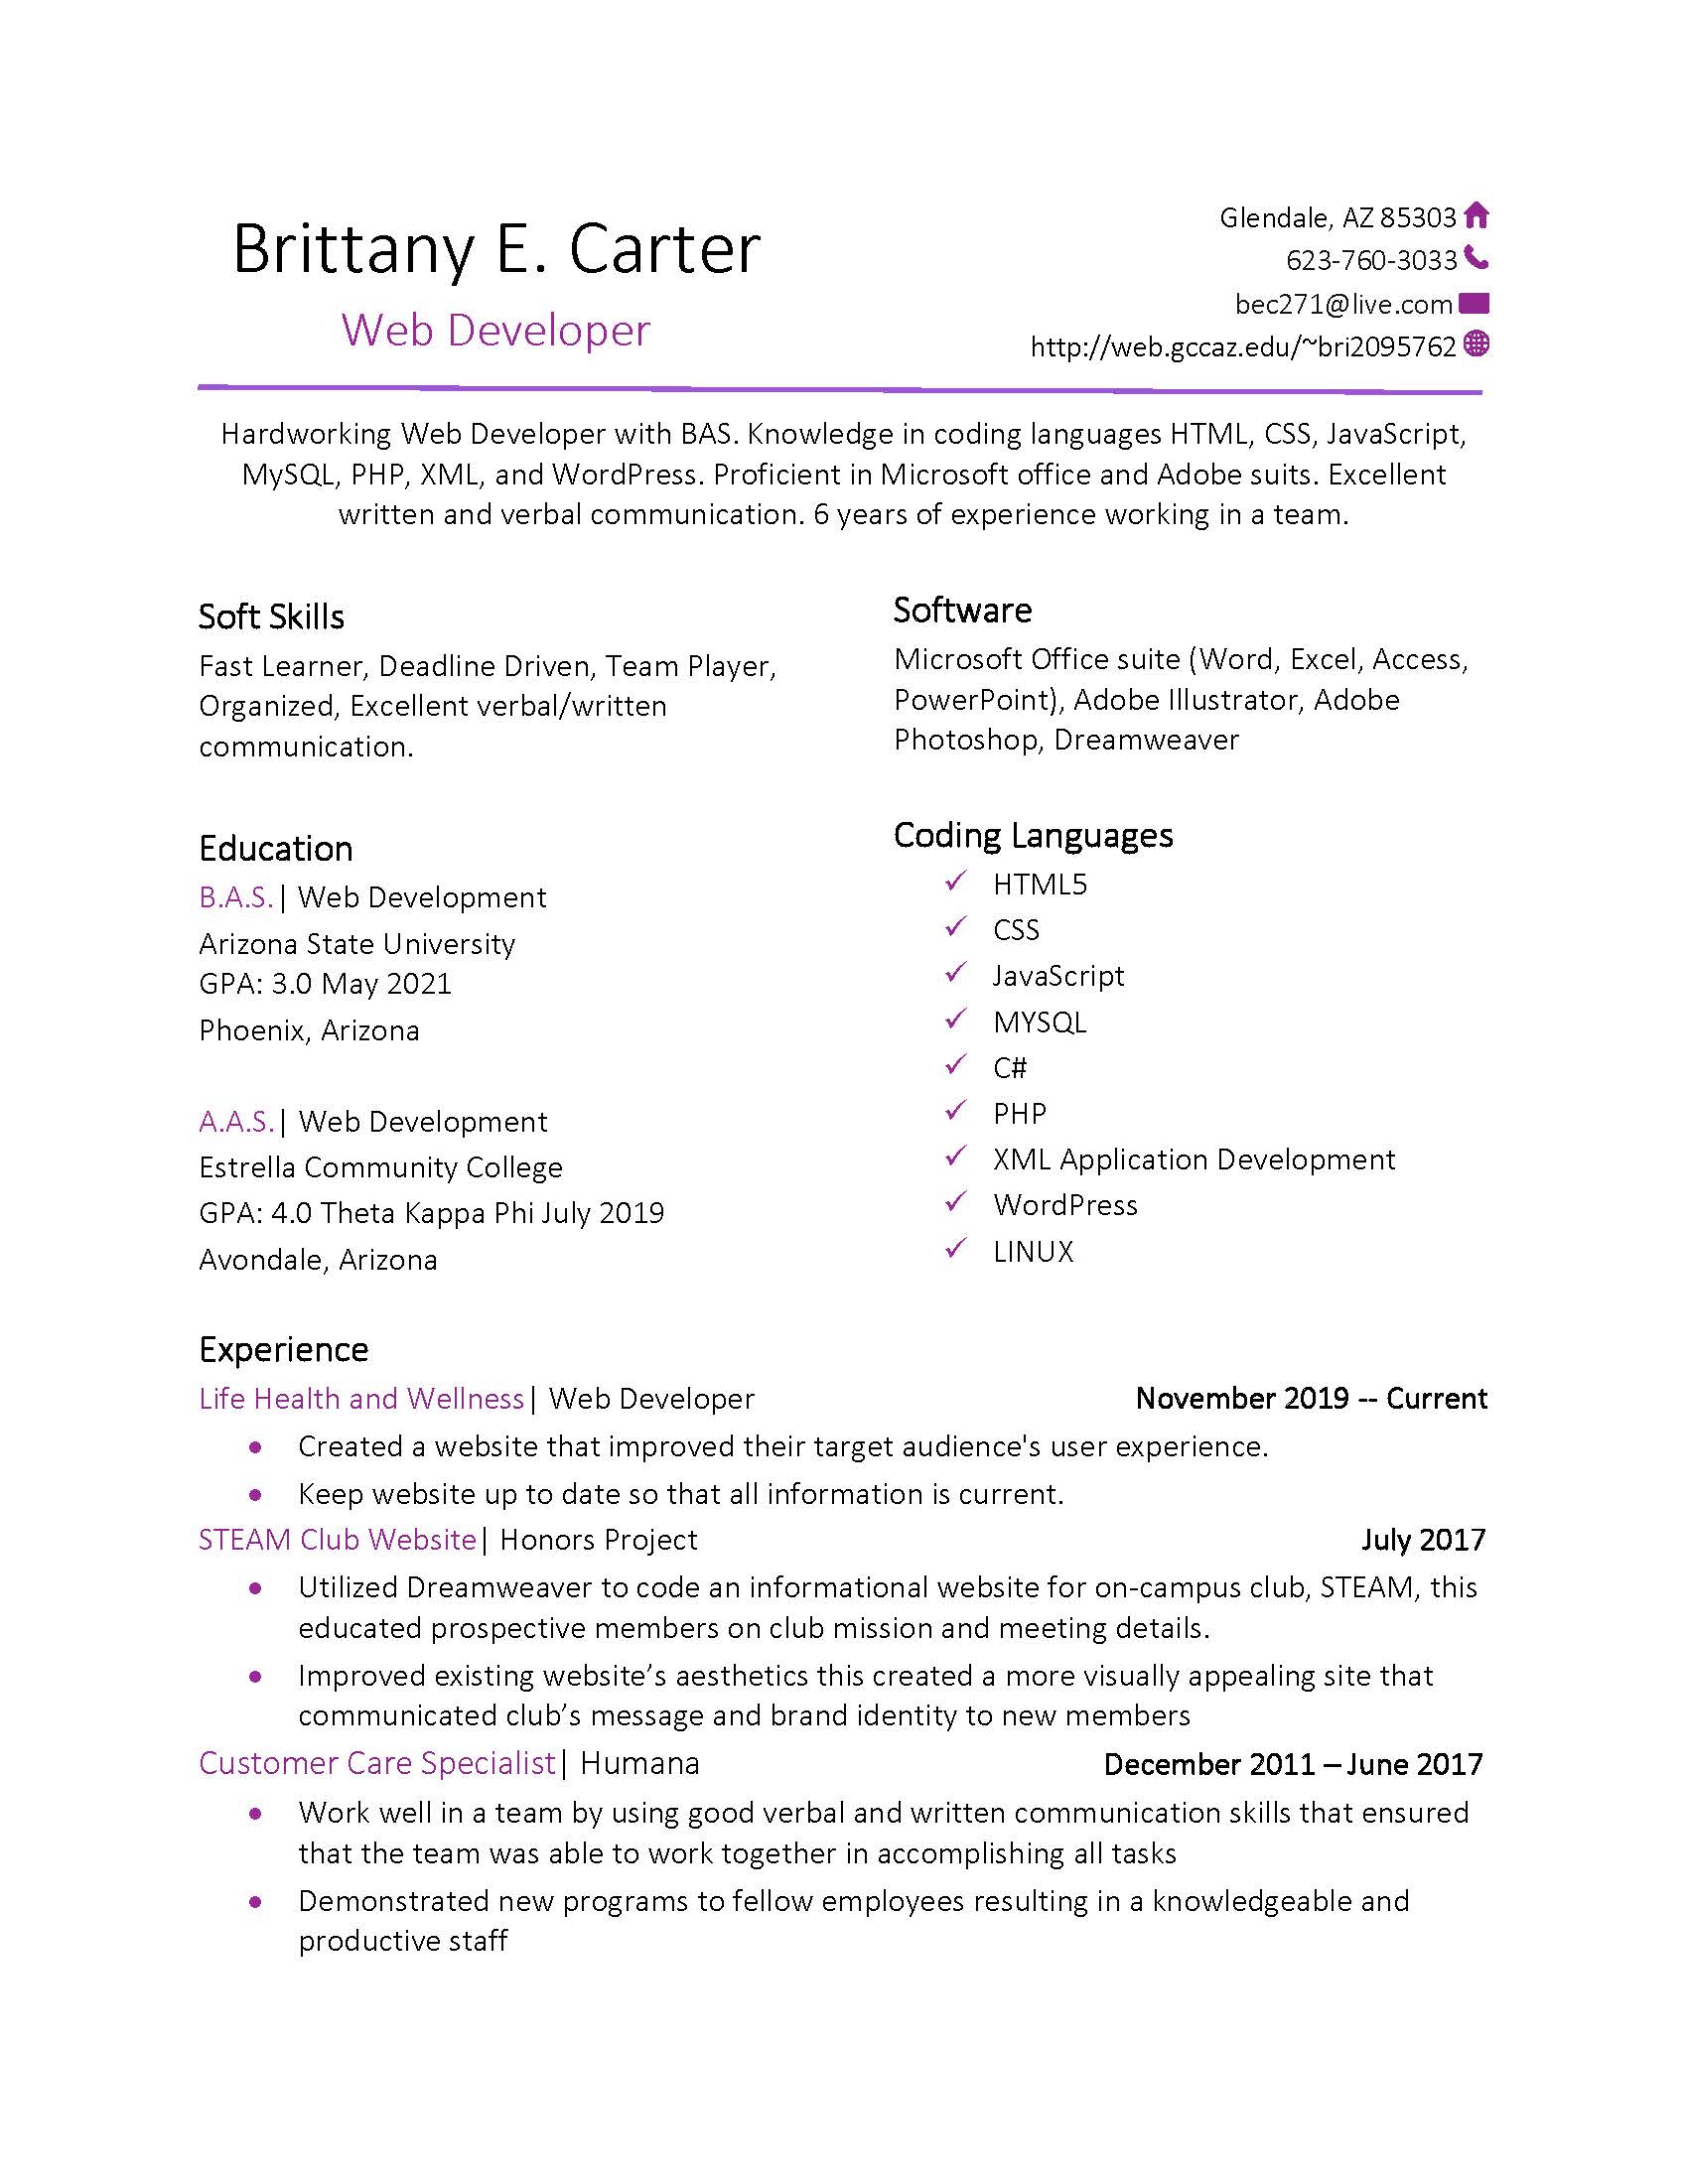 Brittany E. Carter
Web Developer
Glendale, AZ 85303
623-760-3033
bec271@live.com
http://web.gccaz.edu/~bri2095762
Hardworking Web Developer with BAS. Knowledge in coding languages HTML, CSS, JavaScript,
MySQL, PHP, XML, and WordPress. Proficient in Microsoft office and Adobe suits. Excellent
written and verbal communication. 6 years of experience working in a team.
Soft Skills
Fast Learner, Deadline Driven, Team Player,
Organized, Excellent verbal/written
communication.
Education
B.A.S.| Web Development
Arizona State University
GPA: 3.0 May 2021
Phoenix, Arizona
A.A.S.| Web Development
Estrella Community College
GPA: 4.0 Theta Kappa Phi July 2019
Avondale, Arizona
Software
Microsoft Office suite (Word, Excel, Access,
PowerPoint), Adobe Illustrator, Adobe
Photoshop, Dreamweaver
Coding Languages
✓ HTML5
✓ CSS
✓ JavaScript
✓ MYSQL
✓ C#
✓ PHP
✓ XML Application Development
✓ WordPress
✓ LINUX
Experience
Life Health and Wellness| Web Developer November 2019 -- Current
• Created a website that improved their target audience's user experience.
• Keep website up to date so that all information is current.
STEAM Club Website| Honors Project July 2017
• Utilized Dreamweaver to code an informational website for on-campus club, STEAM, this
educated prospective members on club mission and meeting details.
• Improved existing website’s aesthetics this created a more visually appealing site that
communicated club’s message and brand identity to new members
Customer Care Specialist| Humana December 2011 – June 2017
• Work well in a team by using good verbal and written communication skills that ensured
that the team was able to work together in accomplishing all tasks
• Demonstrated new programs to fellow employees resulting in a knowledgeable and
productive staff